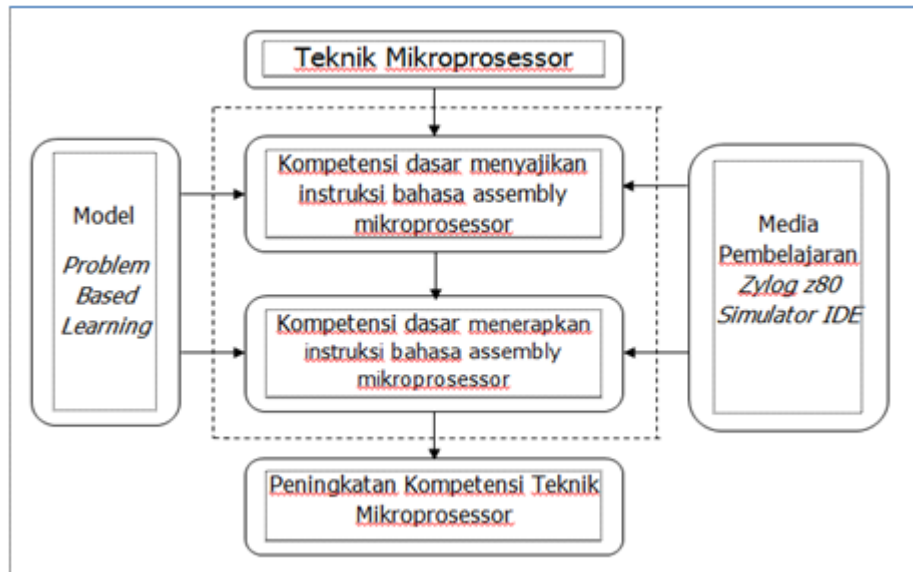 Teknik Mikroprosessor
Kompetensi dasar menyajikan
instruksi bahasa assembly
mikroprosessor
Model
Problem
Based
Learning
Media
Pembelajaran
Zylog z80
Simulator IDE
Kompetensi dasar menerapkan
instruksi bahasa assembly
mikroprosessor
Peningkatan Kompetensi Teknik
Mikroprosessor